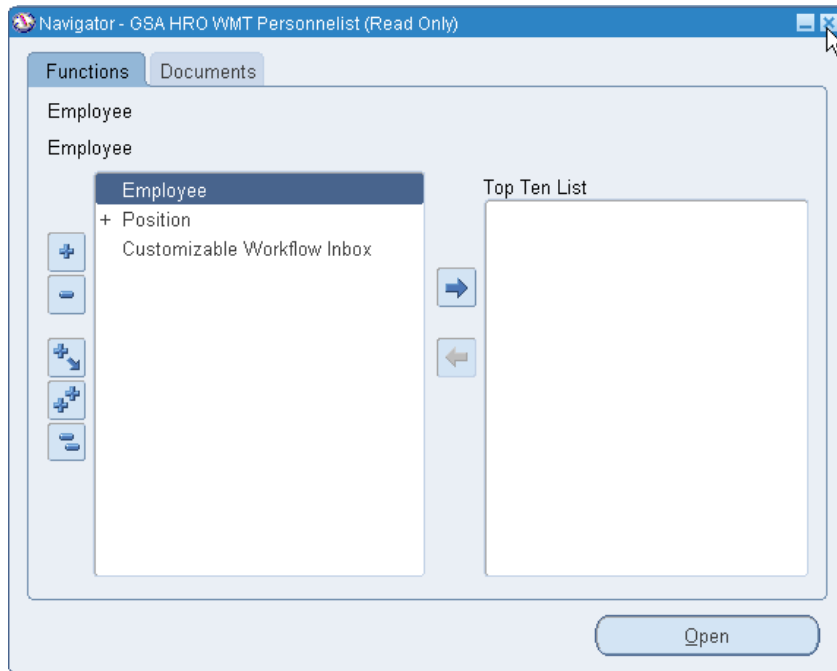 Navigator - GSA HRO WMT Personnelist (Read Only)
Functions
Documents
Employee
Employee
Employee
+ Position
Customizable Workflow Inbox
Top Ten List
Open